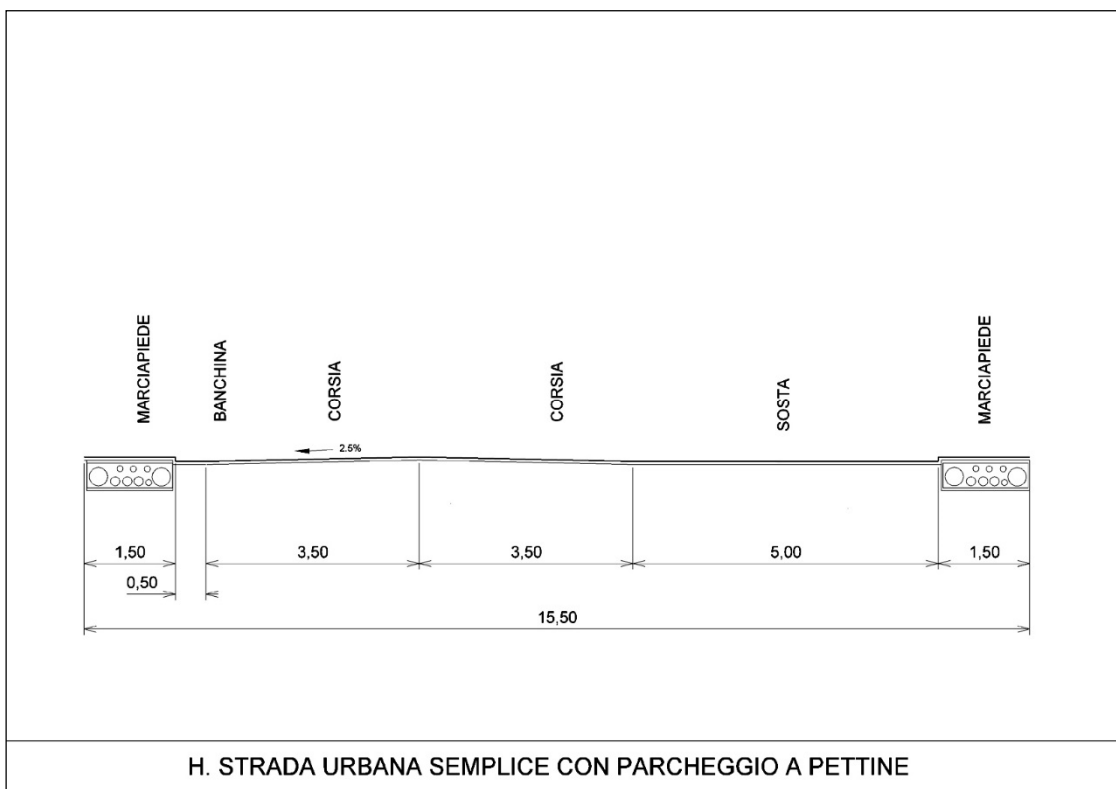 MARCIAPIEDE
BANCHINA
CORSIA
CORSIA
SOSTA
MARCIAPIEDE
2.5%
1,50
3,50
3,50
5,00
1,50
0,50
15,50
H. STRADA URBANA SEMPLICE CON PARCHEGGIO A PETTINE